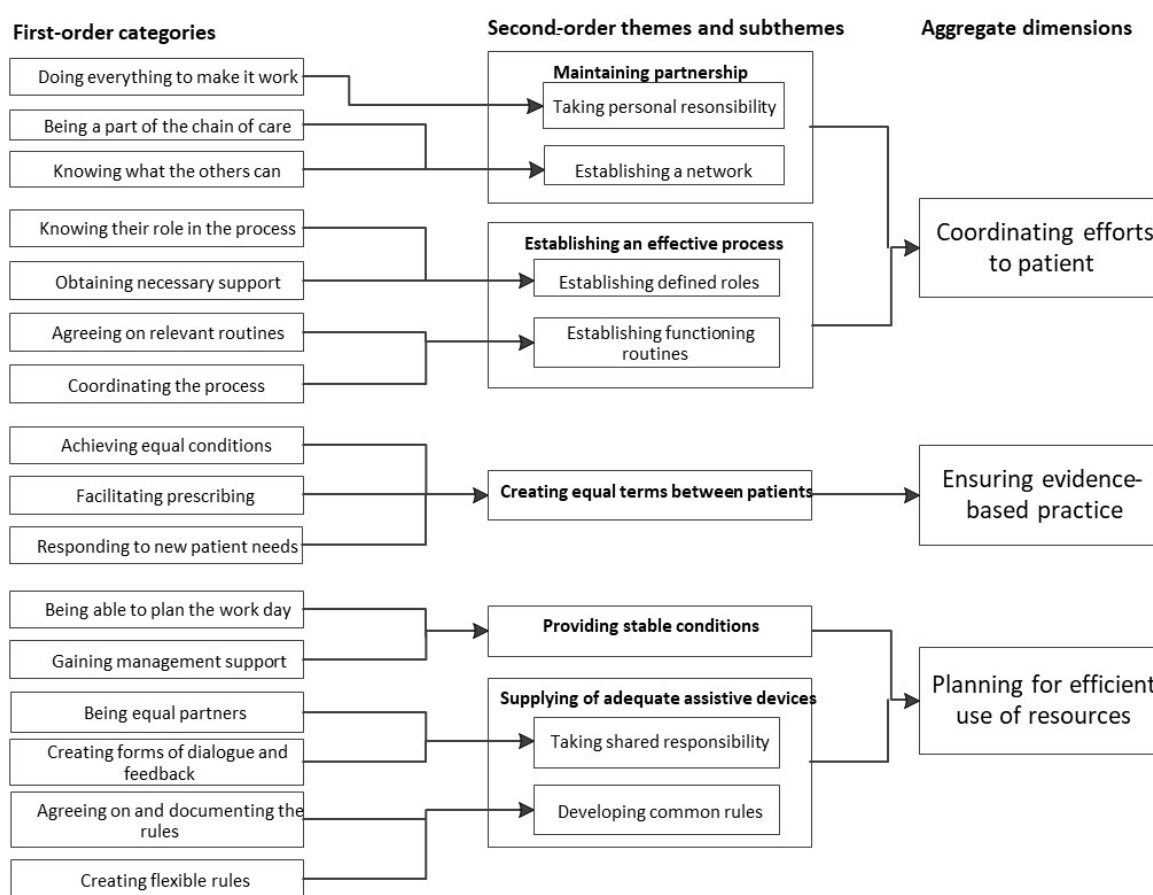 First-order categories
Doing everything to make it work
Being a part of the chain of care
Knowing what the others can
Knowing their role in the process
Obtaining necessary support
Agreeing on relevant routines
Coordinating the process
Achieving equal conditions
Facilitating prescribing
Responding to new patient needs
Being able to plan the work day
Gaining management support
Being equal partners
Creating forms of dialogue and
feedback
Agreeing on and documenting the
rules
Creating flexible rules
Second-order themes and subthemes
Maintaining partnership
Taking personal resonsibility
Establishing a network
Establishing an effective process
Establishing defined roles
Establishing functioning
routines
Creating equal terms between patients
Providing stable conditions
Supplying of adequate assistive devices
Taking shared responsibility
Developing common rules
Aggregate dimensions
Coordinating efforts
to patient
Ensuring evidence-
based practice
Planning for efficient
use of resources